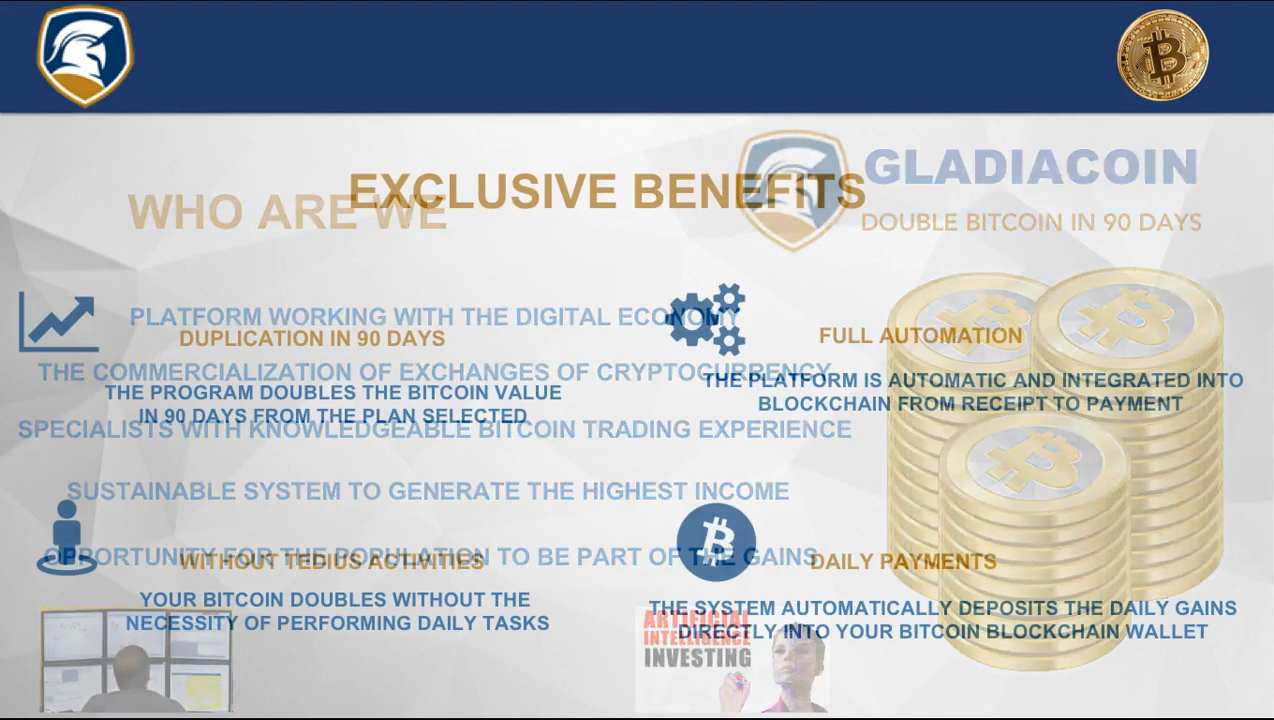 GLADIACOIN
DOUBLE BITCOIN IN 90 DAYS
EXCLUSIVE BENEFITS
WHO ARE WE
PLATFORM WORKING WITH THE DIGITAL ECONOMY
DUPLICATION IN 90 DAYS
FULL AUTOMATION
THE COMMERCIALIZATION OF EXCHANGES OF CRYPTOCURRENCY
THE PROGRAM DOUBLES THE BITCOIN VALUE
IN 90 DAYS FROM THE PLAN SELECTED
THE PLATFORM IS AUTOMATIC AND INTEGRATED INTO
BLOCKCHAIN FROM RECEIPT TO PAYMENT
SPECIALISTS WITH KNOWLEDGEABLE BITCOIN TRADING EXPERIENCE
SUSTAINABLE SYSTEM TO GENERATE THE HIGHEST INCOME
OPPORTUNITY FOR THE POPULATION TO BE PART OF THE GAINS
WITHOUT TEDIUS ACTIVITIES
DAILY PAYMENTS
YOUR BITCOIN DOUBLES WITHOUT THE
NECESSITY OF PERFORMING DAILY TASKS
THE SYSTEM AUTOMATICALLY DEPOSITS THE DAILY GAINS
DIRECTLY INTO YOUR BITCOIN BLOCKCHAIN WALLET
ARTIFICIAL
INTELLIGENCE
INVESTING